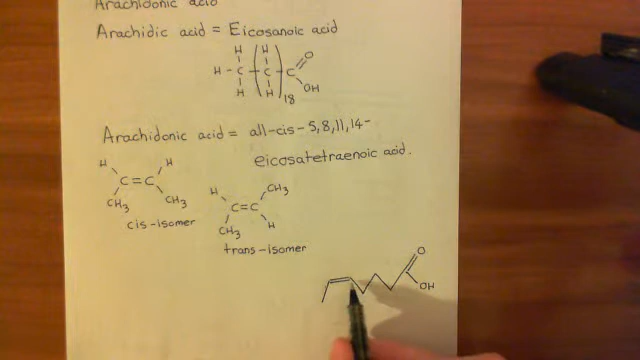 Arachidonic acid
Arachidic acid = Eicosanoic acid
H H O
H - C - ( C ) - C
H H OH
18
Arachidonic acid = all-cis-5,8,11,14-
eicosatetraenoic acid.
H H
C=C
CH3 CH3
cis-isomer
H CH3
C=C
CH3 H
trans-isomer
O
OH